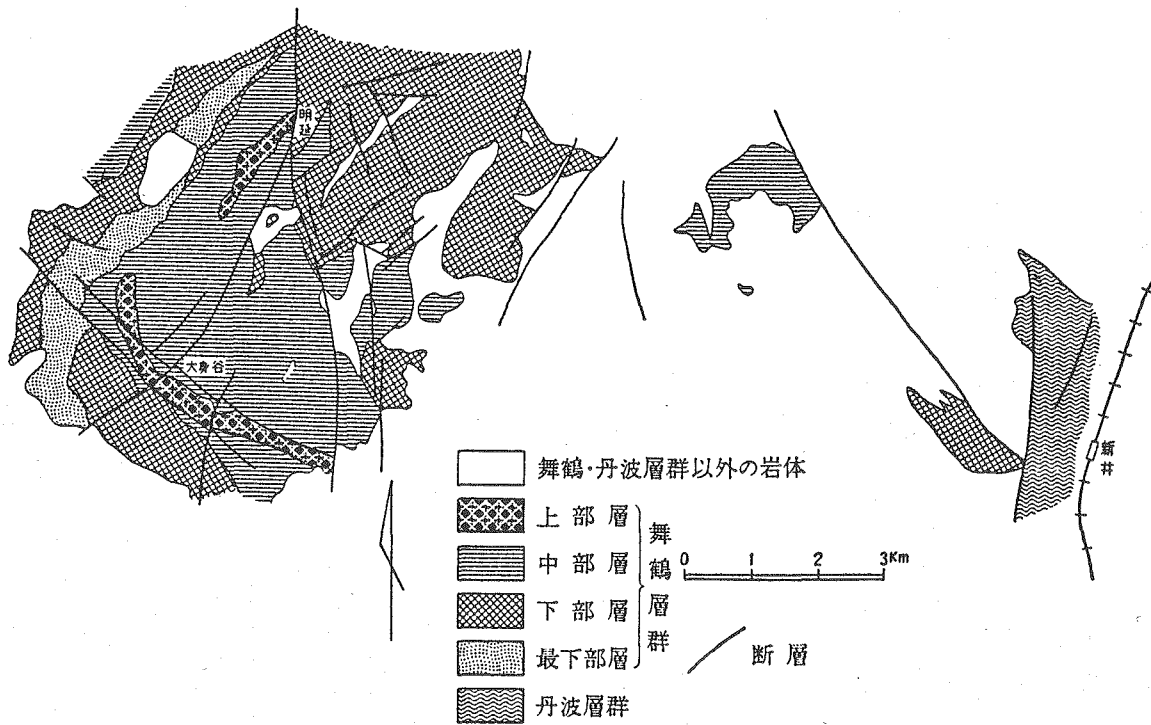 明延
大身谷
新井
舞鶴・丹波層群以外の岩体
上部層
中部層
下部層
最下部層
舞鶴層群
丹波層群
0 1 2 3Km
断層